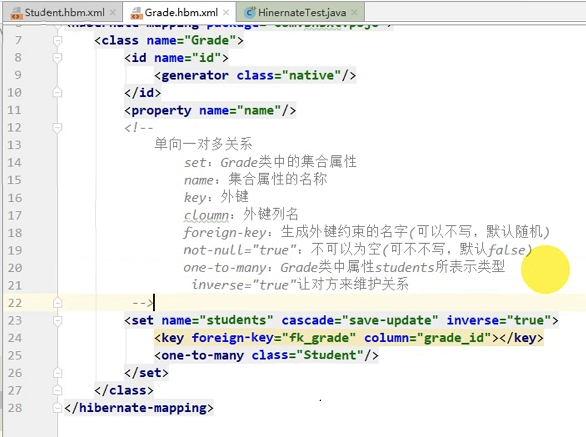 Student.hbm.xml Grade.hbm.xml HinernateTest.java
7 <class name="Grade">
8 <id name="id">
9 <generator class="native"/>
10 </id>
11 <property name="name"/>
12 <!--
13 单向一对多关系
14 set：Grade类中的集合属性
15 name：集合属性的名称
16 key：外键
17 cloumn：外键列名
18 foreign-key：生成外键约束的名字(可以不写，默认随机)
19 not-null="true"：不可以为空(可不不写，默认false)
20 one-to-many：Grade类中属性students所表示类型
21 inverse="true"让对方来维护关系
22 -->
23 <set name="students" cascade="save-update" inverse="true">
24 <key foreign-key="fk_grade" column="grade_id"></key>
25 <one-to-many class="Student"/>
26 </set>
27 </class>
28 </hibernate-mapping>